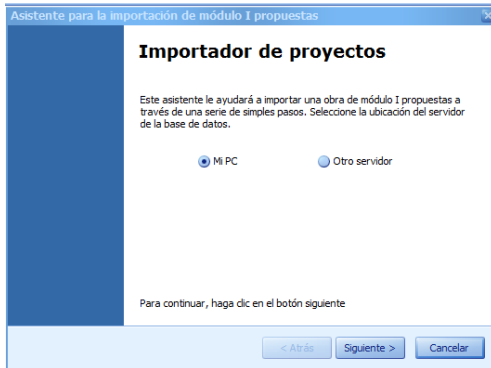 Asistente para la importación de módulo I propuestas
Importador de proyectos
Este asistente le ayudará a importar una obra de módulo I propuestas a
través de una serie de simples pasos. Seleccione la ubicación del servidor
de la base de datos.
Mi PC
Otro servidor
Para continuar, haga clic en el botón siguiente
< Atrás
Siguiente >
Cancelar